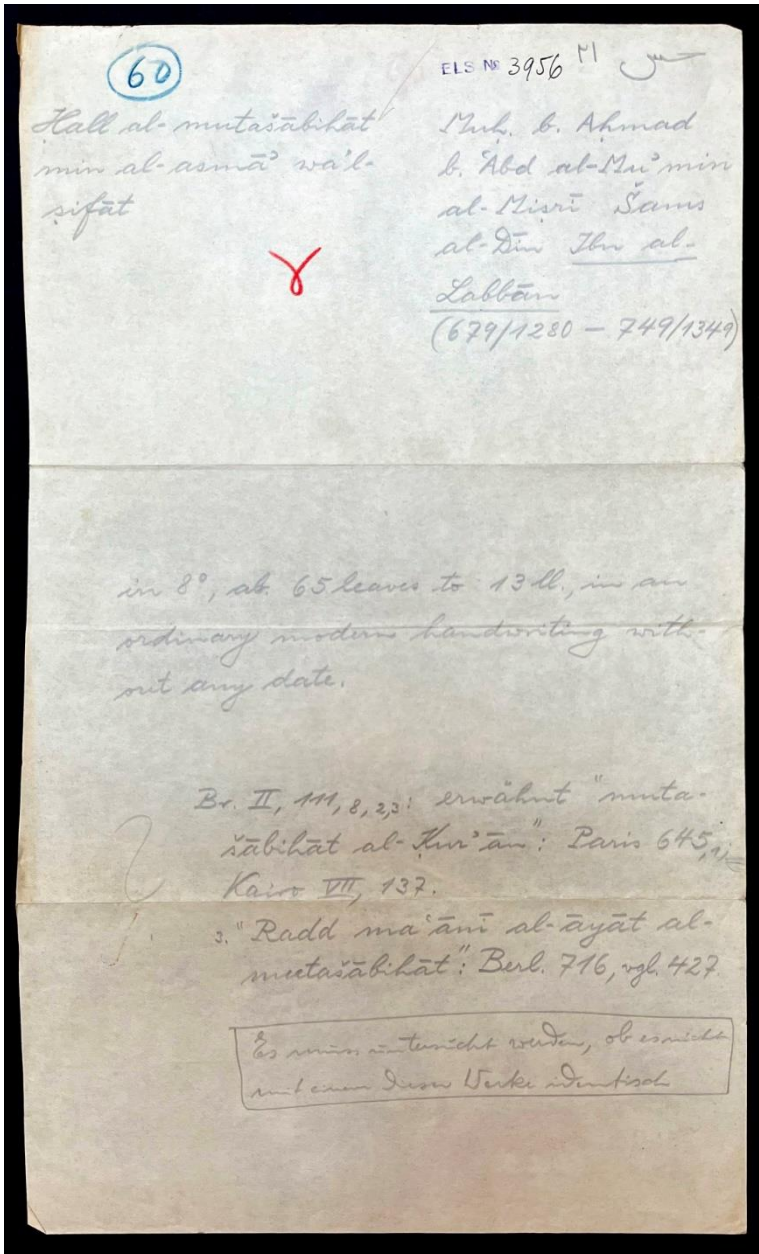 60
ELS № 3956
Ḥall al-mutašābihāt
min al-asmāʾ waʾl-
ṣifāt
Muḥ. b. Aḥmad
b. ʿAbd al-Muʾmin
al-Miṣrī Šams
al-Dīn Ibn al-
Labbān
(679/1280 — 749/1349)
in 8°, ab. 65 leaves to 13 ll., in an
ordinary modern handwriting with-
out any date.
Br. II, 111, 8, 2,3: erwähnt "muta-
šābihāt al-Ḳurʾān": Paris 645,
Kairo VII, 137.
3. "Radd maʿānī al-āyāt al-
mutašābihāt": Berl. 716, vgl. 427
Es muss untersucht werden, ob es nicht
mit einem dieser Werke identisch